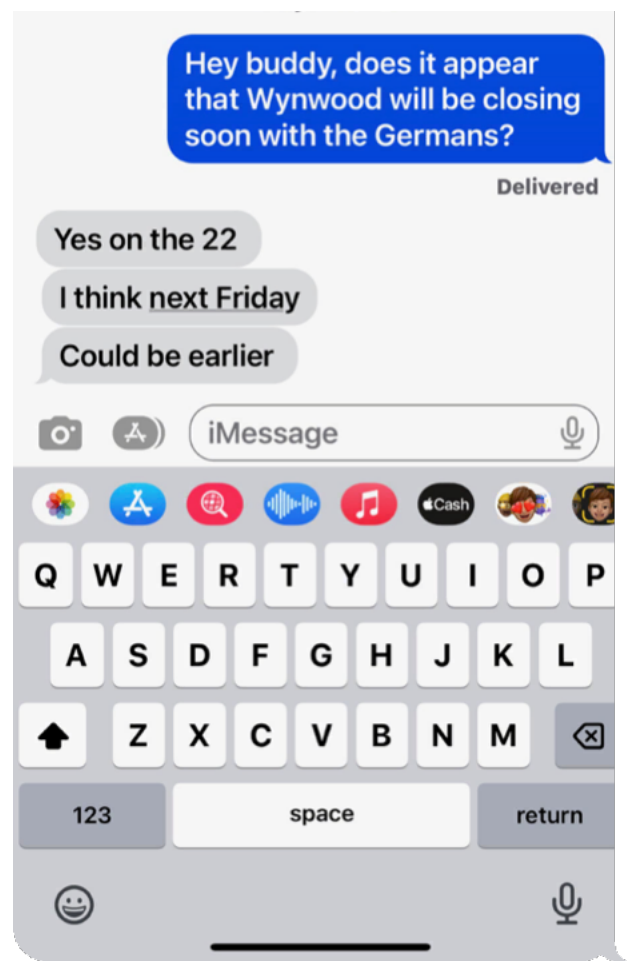 Hey buddy, does it appear
that Wynwood will be closing
soon with the Germans?
Delivered
Yes on the 22
I think next Friday
Could be earlier
iMessage
Cash
Q W E R T Y U I O P
A S D F G H J K L
Z X C V B N M
123 space return